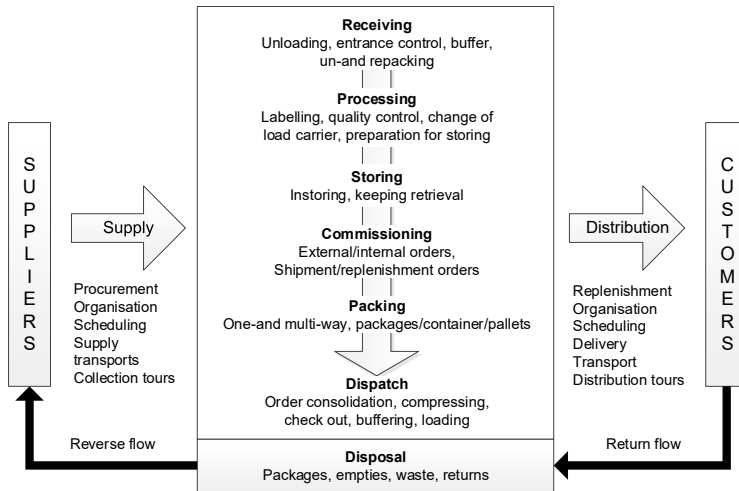 SUPPLIERS
Supply
Procurement
Organisation
Scheduling
Supply
transports
Collection tours
Receiving
Unloading, entrance control, buffer,
un-and repacking
Processing
Labelling, quality control, change of
load carrier, preparation for storing
Storing
Instoring, keeping retrieval
Commissioning
External/internal orders,
Shipment/replenishment orders
Packing
One-and multi-way, packages/container/pallets
Dispatch
Order consolidation, compressing,
check out, buffering, loading
Disposal
Packages, empties, waste, returns
Distribution
Replenishment
Organisation
Scheduling
Delivery
Transport
Distribution tours
CUSTOMERS
Reverse flow
Return flow